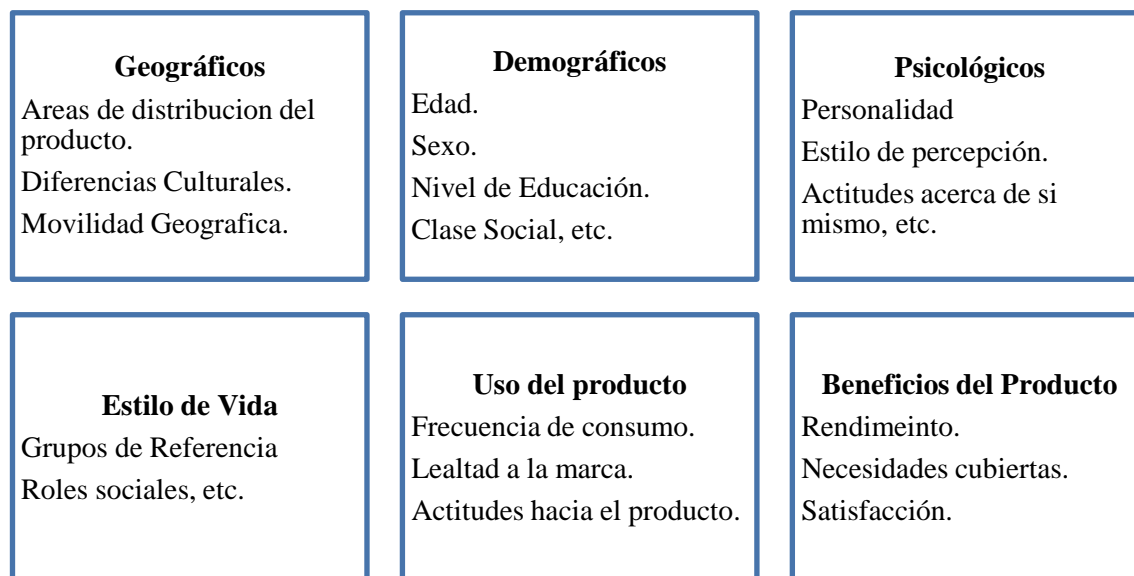 Geográficos
Areas de distribucion del
producto.
Diferencias Culturales.
Movilidad Geografica.
Demográficos
Edad.
Sexo.
Nivel de Educación.
Clase Social, etc.
Psicológicos
Personalidad
Estilo de percepción.
Actitudes acerca de si
mismo, etc.
Estilo de Vida
Grupos de Referencia
Roles sociales, etc.
Uso del producto
Frecuencia de consumo.
Lealtad a la marca.
Actitudes hacia el producto.
Beneficios del Producto
Rendimeinto.
Necesidades cubiertas.
Satisfacción.